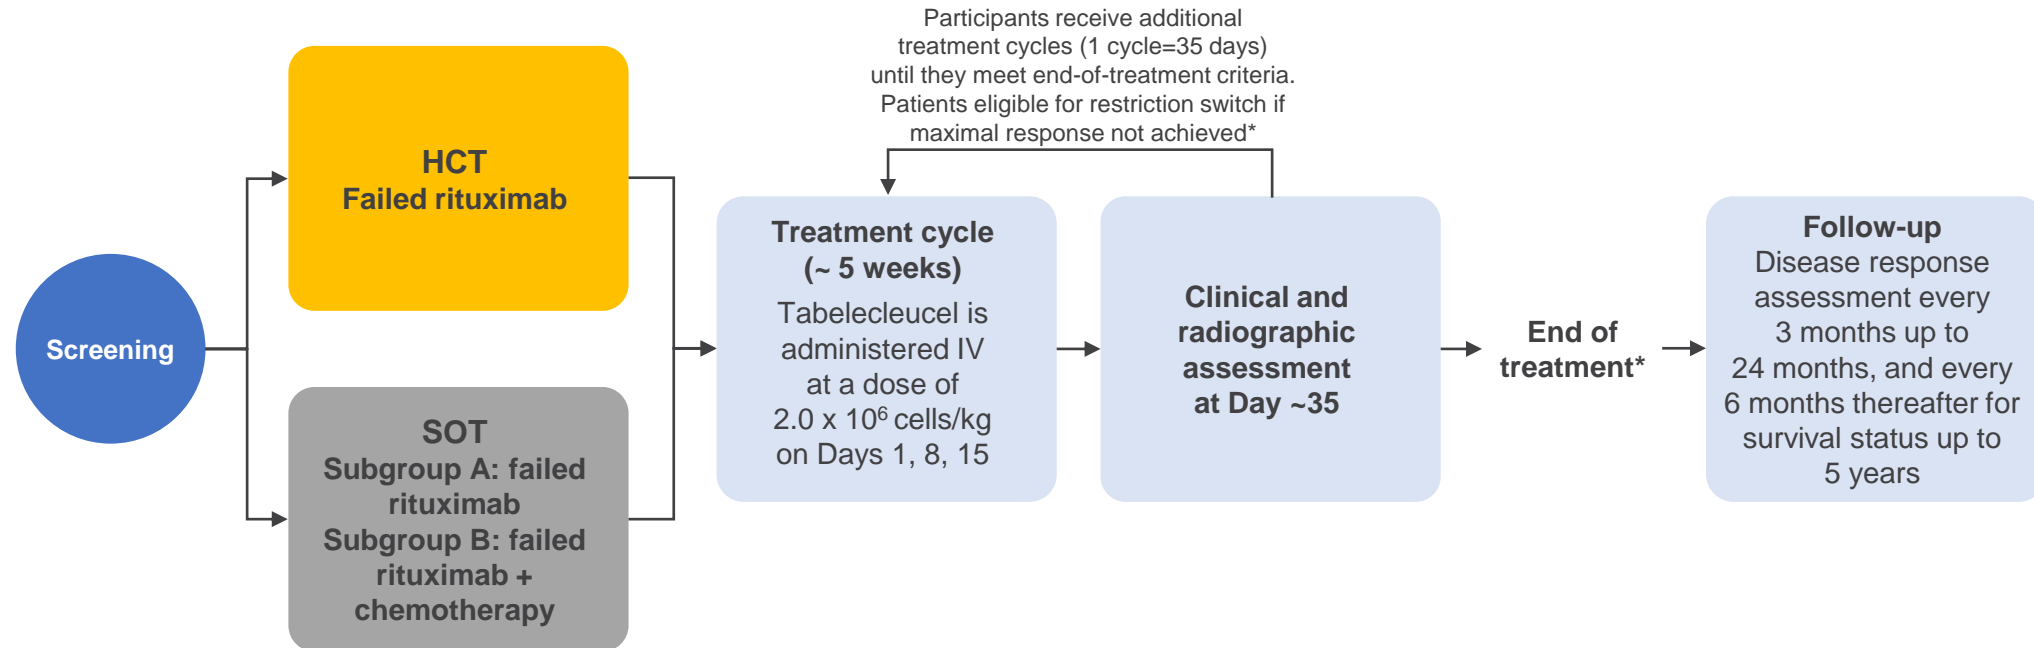 Participants receive additional
treatment cycles (1 cycle=35 days)
until they meet end-of-treatment criteria.
Patients eligible for restriction switch if
maximal response not achieved*
Screening
HCT
Failed rituximab
SOT
Subgroup A: failed
rituximab
Subgroup B: failed
rituximab +
chemotherapy
Treatment cycle
(~ 5 weeks)
Tabelecleucel is
administered IV
at a dose of
2.0 x 10⁶ cells/kg
on Days 1, 8, 15
Clinical and
radiographic
assessment
at Day ~35
End of
treatment*
Follow-up
Disease response
assessment every
3 months up to
24 months, and every
6 months thereafter for
survival status up to
5 years